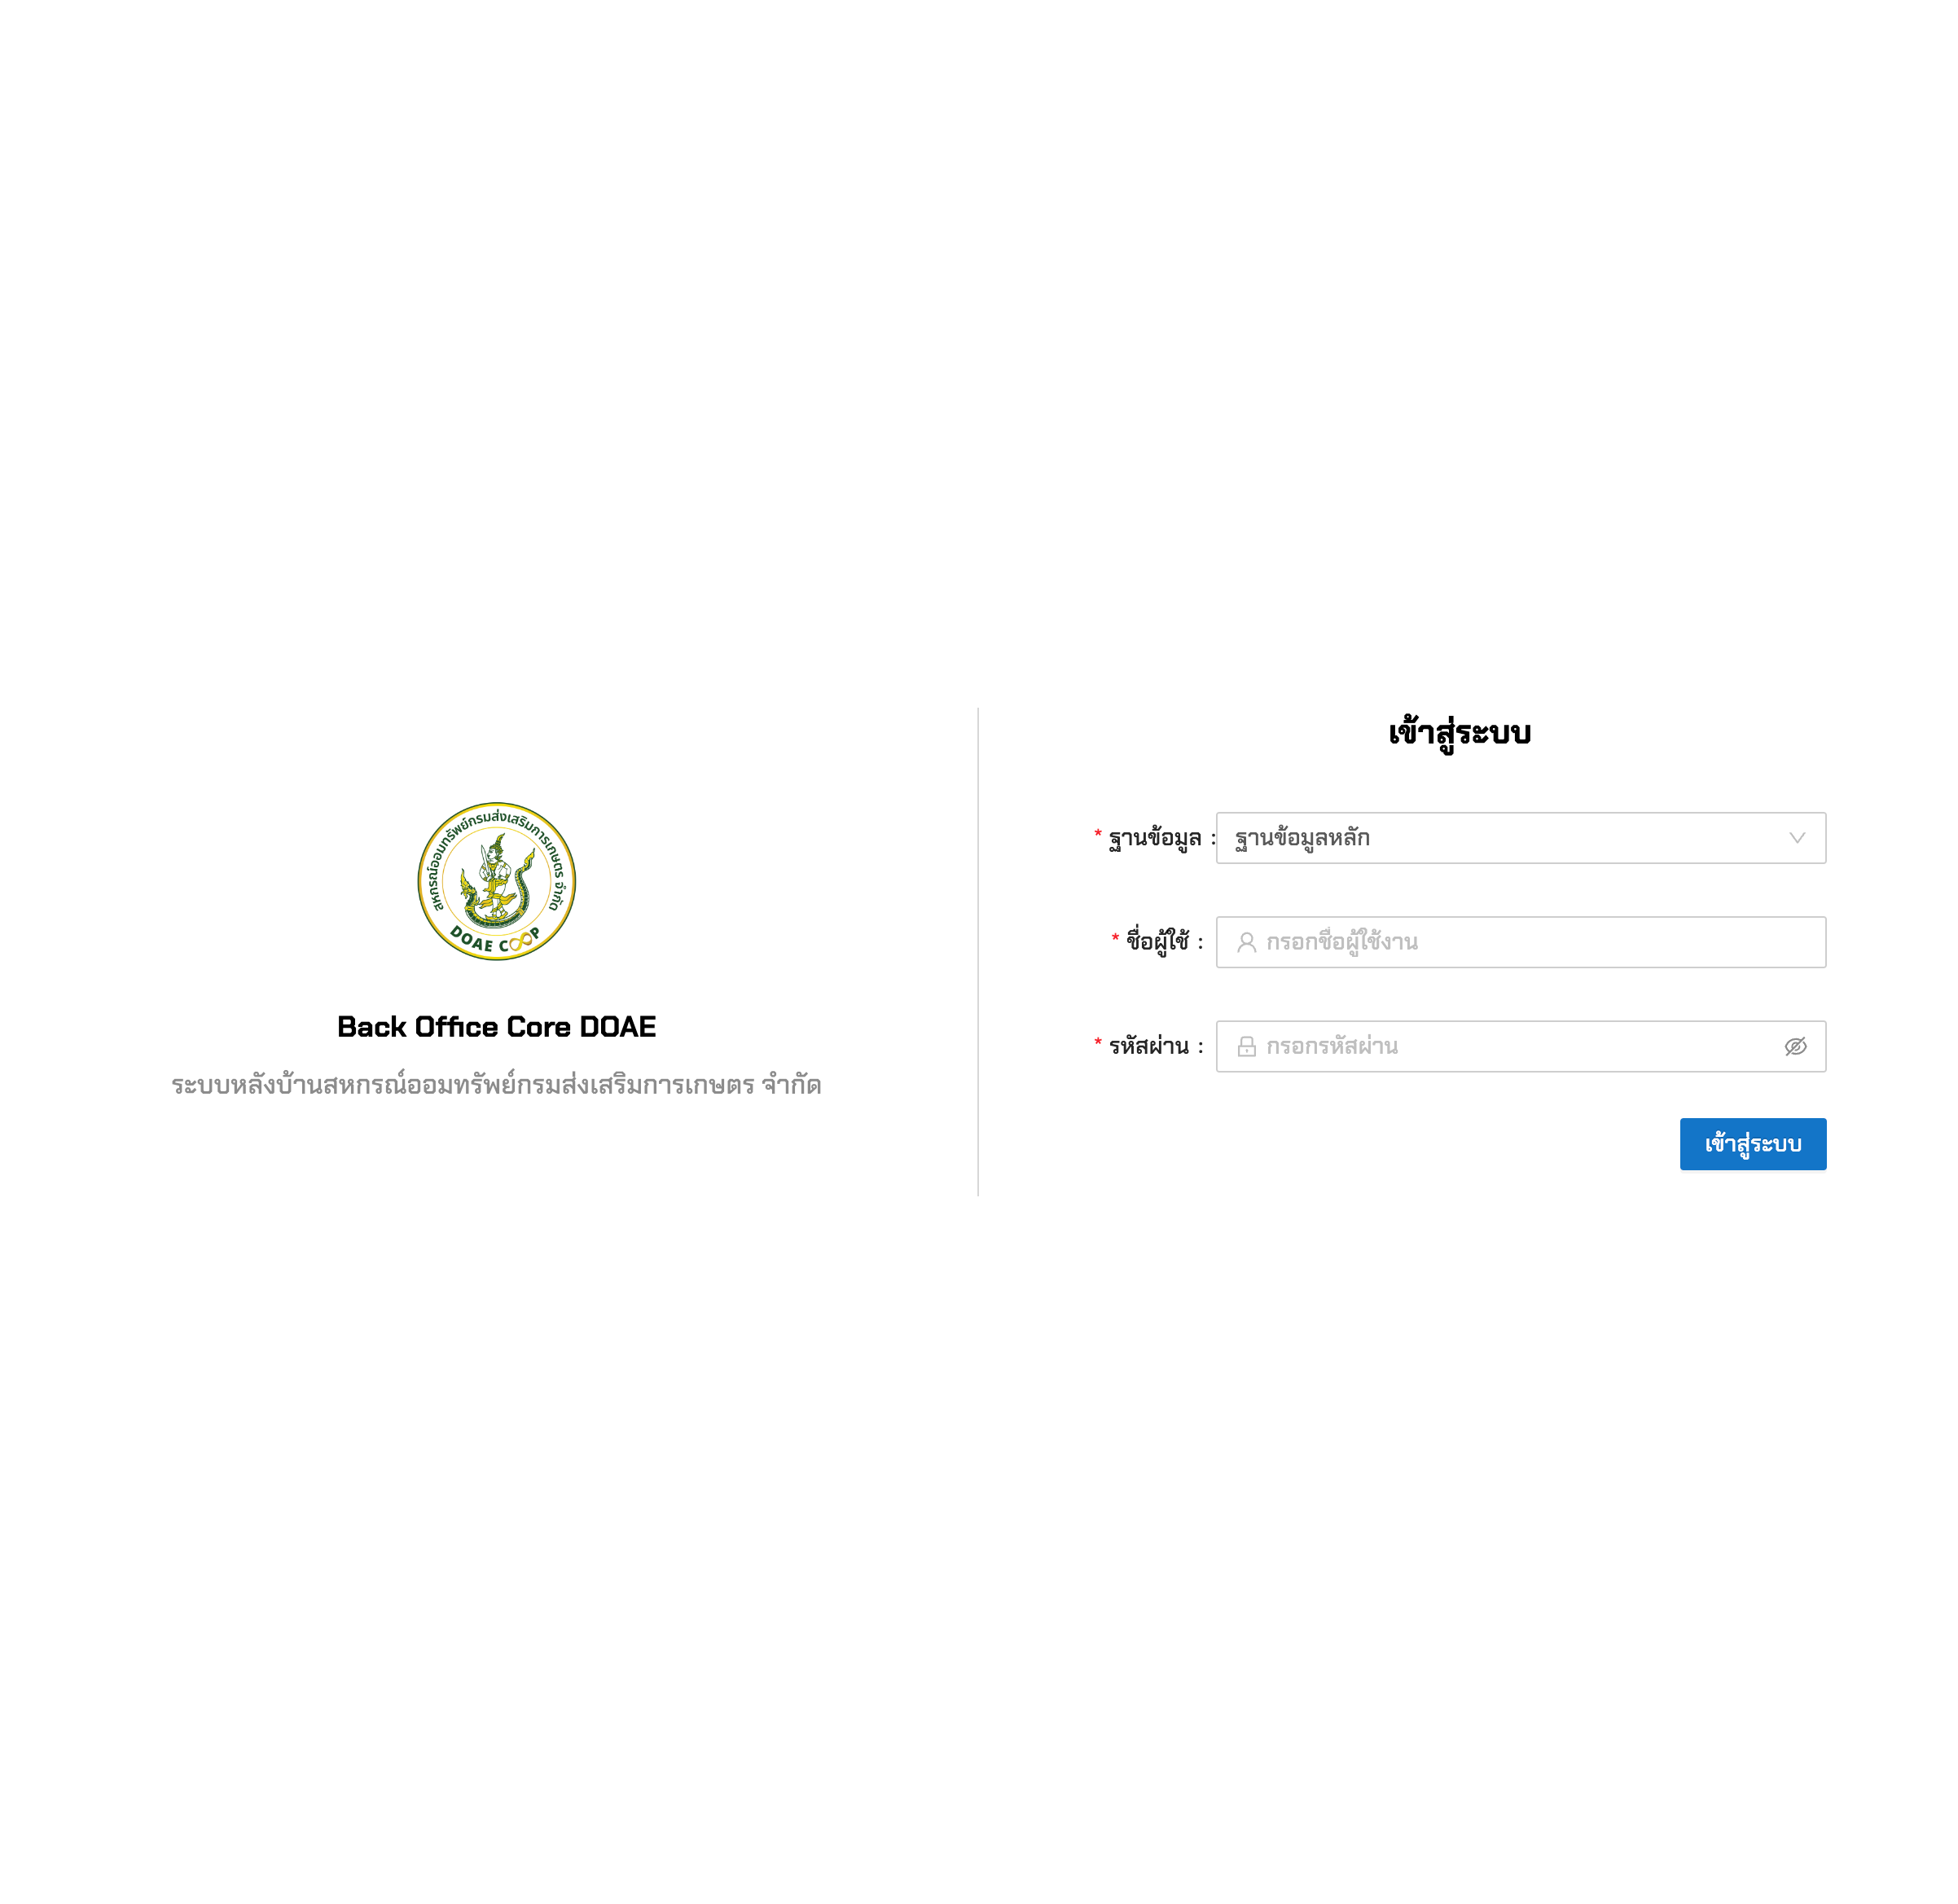 สหกรณ์ออมทรัพย์กรมส่งเสริมการเกษตร จำกัด
DOAE COOP
Back Office Core DOAE
ระบบหลังบ้านสหกรณ์ออมทรัพย์กรมส่งเสริมการเกษตร จำกัด
เข้าสู่ระบบ
* ฐานข้อมูล : ฐานข้อมูลหลัก
* ชื่อผู้ใช้ : กรอกชื่อผู้ใช้งาน
* รหัสผ่าน : กรอกรหัสผ่าน
เข้าสู่ระบบ